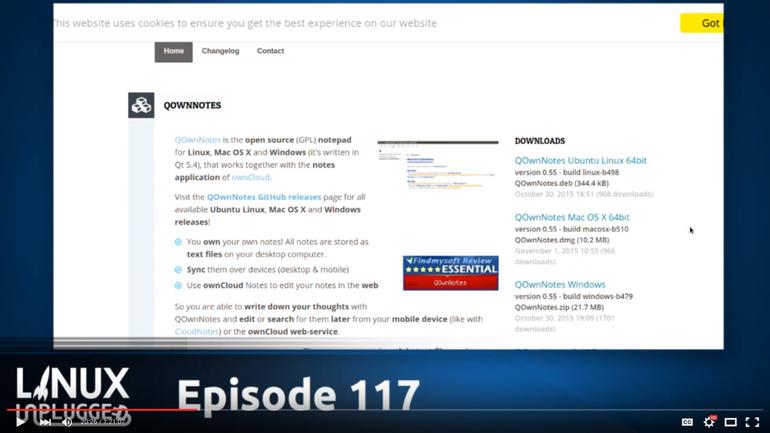 This website uses cookies to ensure you get the best experience on our website
Got
Home Changelog Contact
QOWNNOTES
QOwnNotes is the open source (GPL) notepad
for Linux, Mac OS X and Windows (it's written in
Qt 5.4), that works together with the notes
application of ownCloud.
Visit the QOwnNotes GitHub releases page for all
available Ubuntu Linux, Mac OS X and Windows
releases!
You own your own notes! All notes are stored as
text files on your desktop computer.
Sync them over devices (desktop & mobile)
Use ownCloud Notes to edit your notes in the web
So you are able to write down your thoughts with
QOwnNotes and edit or search for them later from your mobile device (like with
CloudNotes) or the ownCloud web-service.
Findmysoft Review
ESSENTIAL
QOwnNotes
DOWNLOADS
QOwnNotes Ubuntu Linux 64bit
version 0.55 - build linux-b498
QOwnNotes.deb (344.4 kB)
October 30, 2015 18:51 (968 downloads)
QOwnNotes Mac OS X 64bit
version 0.55 - build macosx-b510
QOwnNotes.dmg (10.2 MB)
November 1, 2015 10:55 (966
downloads)
QOwnNotes Windows
version 0.55 - build windows-b479
QOwnNotes.zip (21.7 MB)
October 30, 2015 19:09 (1701
downloads)
LINUX
UNPLUGGED
Episode 117
CC
HD